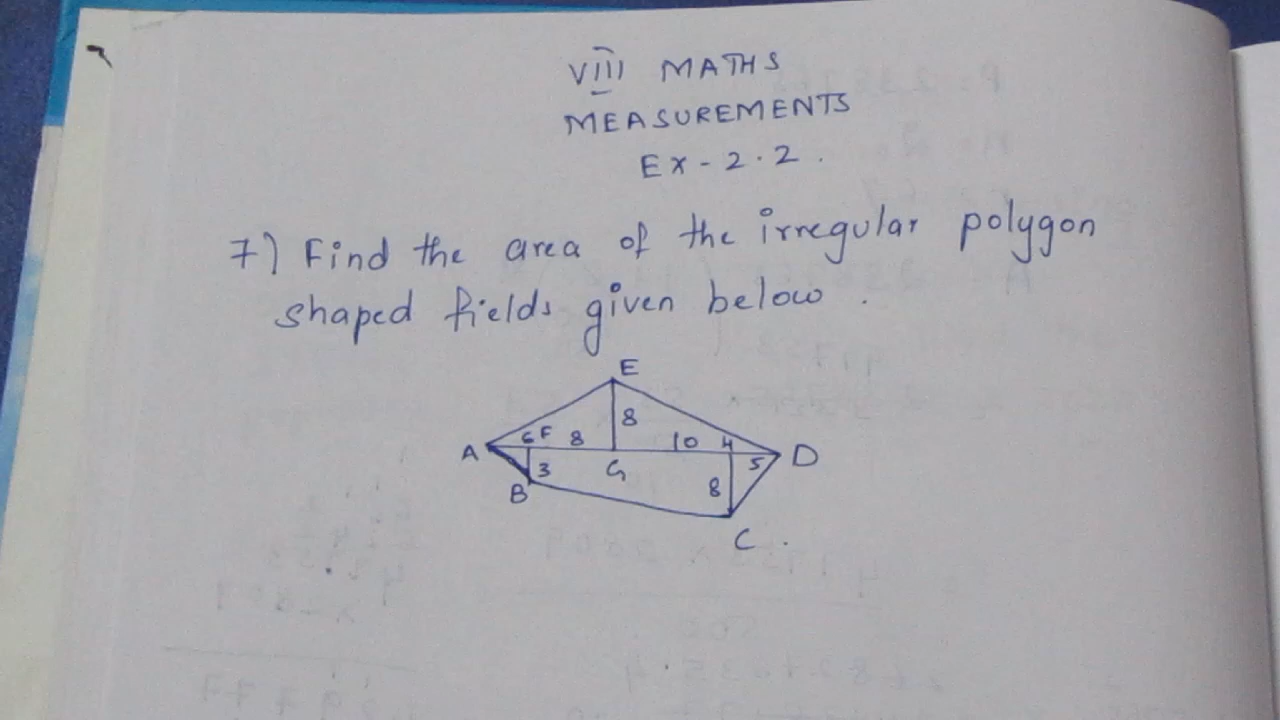 VIII MATHS
MEASUREMENTS
Ex - 2.2.
7) Find the area of the irregular polygon
shaped fields given below.
E
8
A 6 F 8 10 H D
3 G 5
B 8
C.